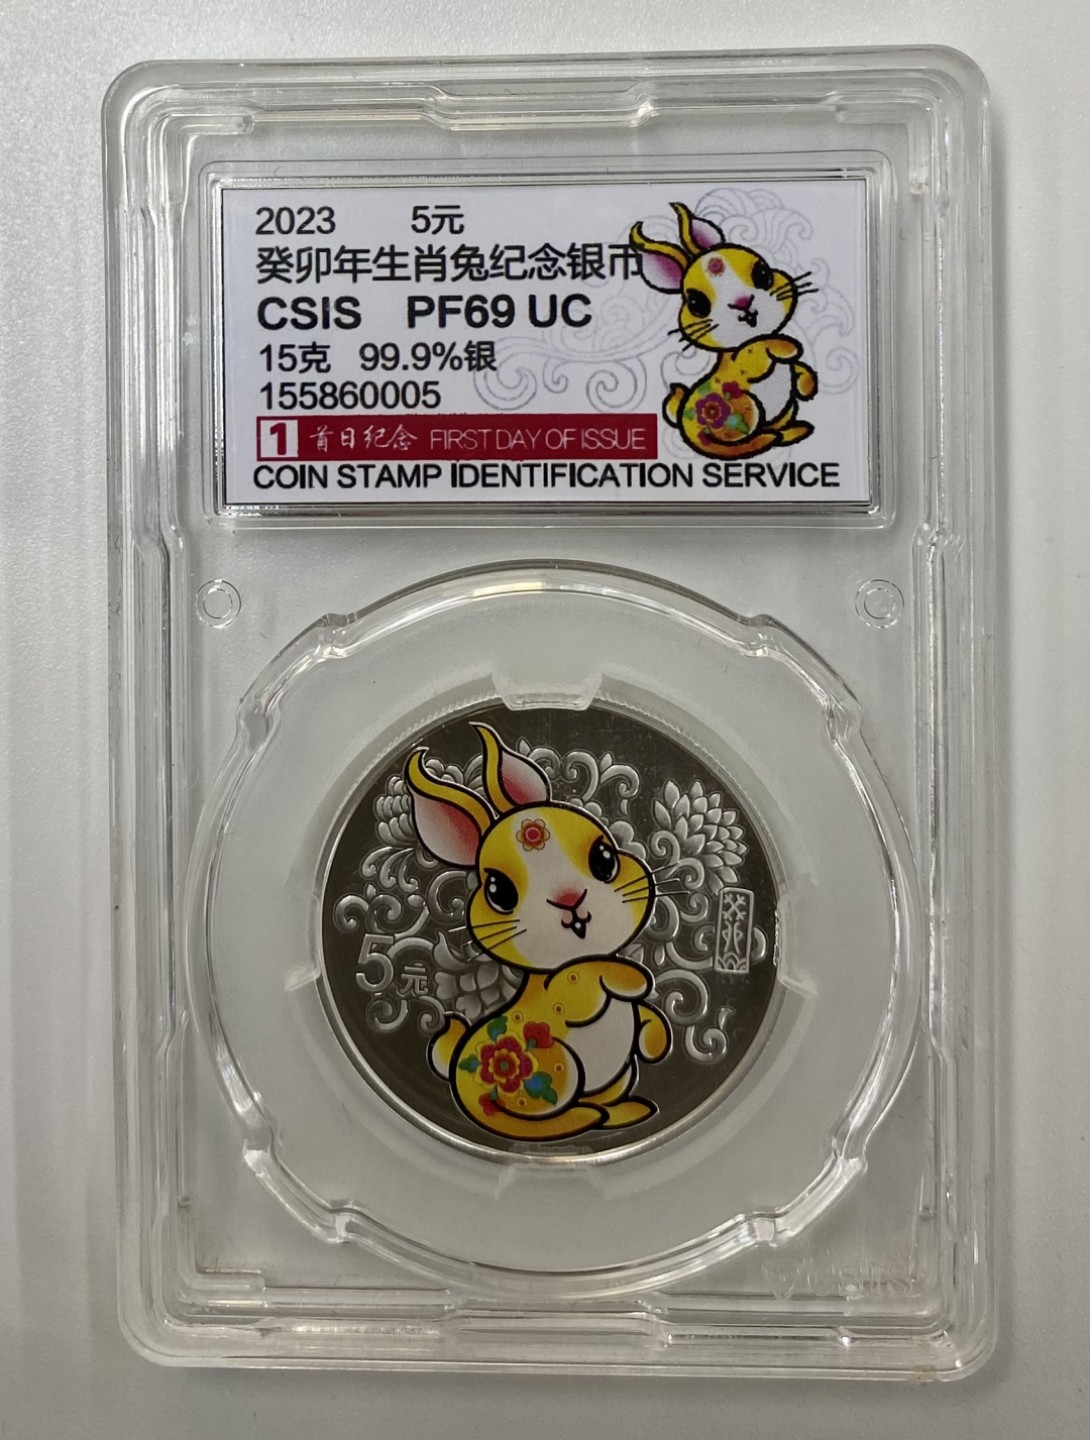 2023 5元
癸卯年生肖兔纪念银币
CSIS PF69 UC
15克 99.9%银
155860005
1 首日纪念 FIRST DAY OF ISSUE
COIN STAMP IDENTIFICATION SERVICE
5元
癸卯